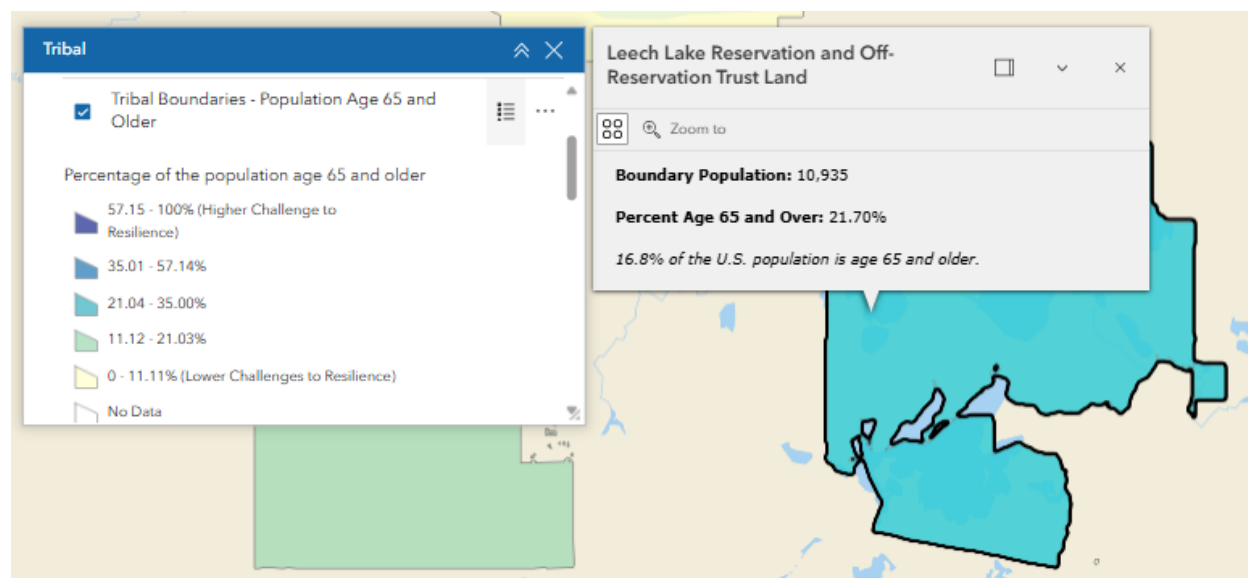 Tribal
Tribal Boundaries - Population Age 65 and
Older
Percentage of the population age 65 and older
57.15 - 100% (Higher Challenge to
Resilience)
35.01 - 57.14%
21.04 - 35.00%
11.12 - 21.03%
0 - 11.11% (Lower Challenges to Resilience)
No Data
Leech Lake Reservation and Off-
Reservation Trust Land
Zoom to
Boundary Population: 10,935
Percent Age 65 and Over: 21.70%
16.8% of the U.S. population is age 65 and older.